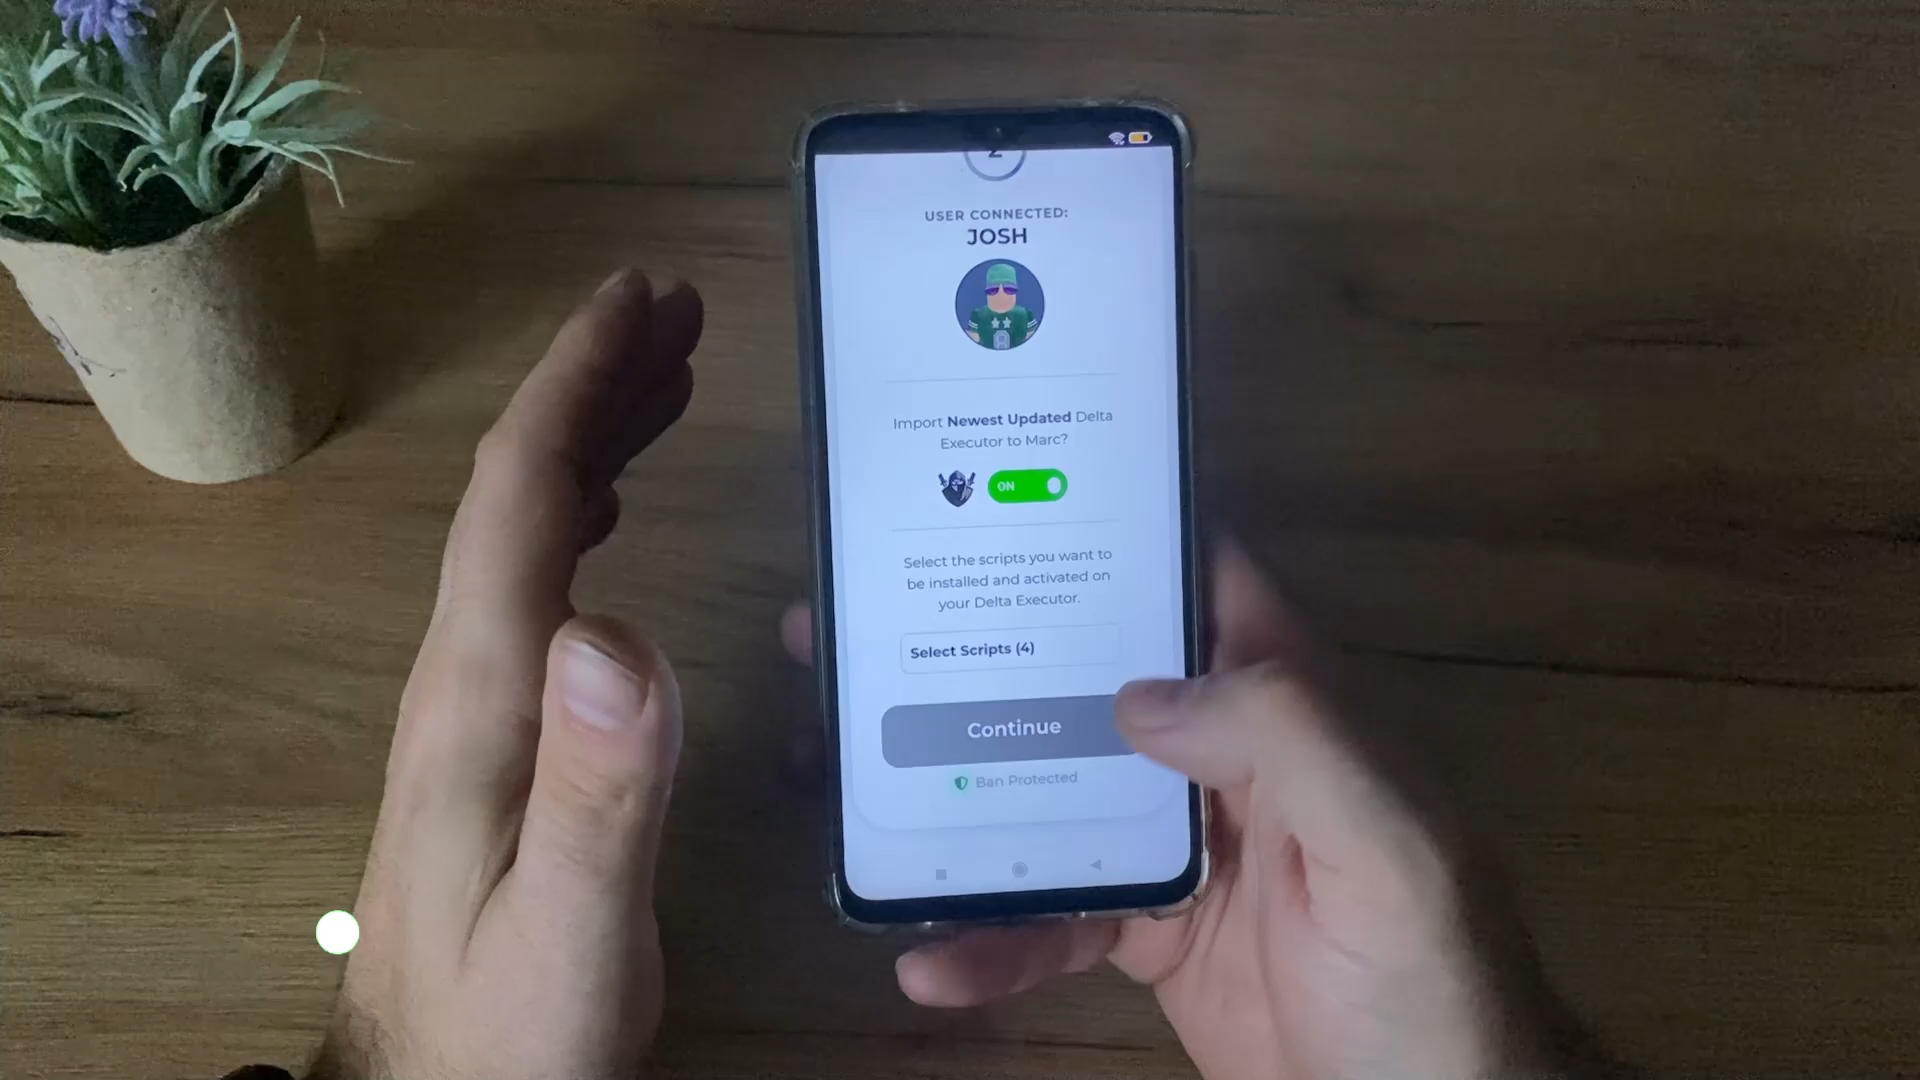 2
USER CONNECTED:
JOSH
Import Newest Updated Delta
Executor to Marc?
ON
Select the scripts you want to
be installed and activated on
your Delta Executor.
Select Scripts (4)
Continue
Ban Protected